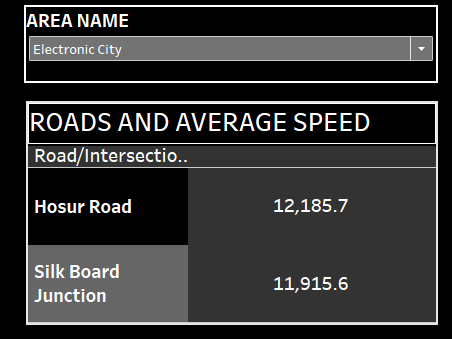 AREA NAME
Electronic City
ROADS AND AVERAGE SPEED
Road/Intersectio..
Hosur Road
12,185.7
Silk Board
Junction
11,915.6